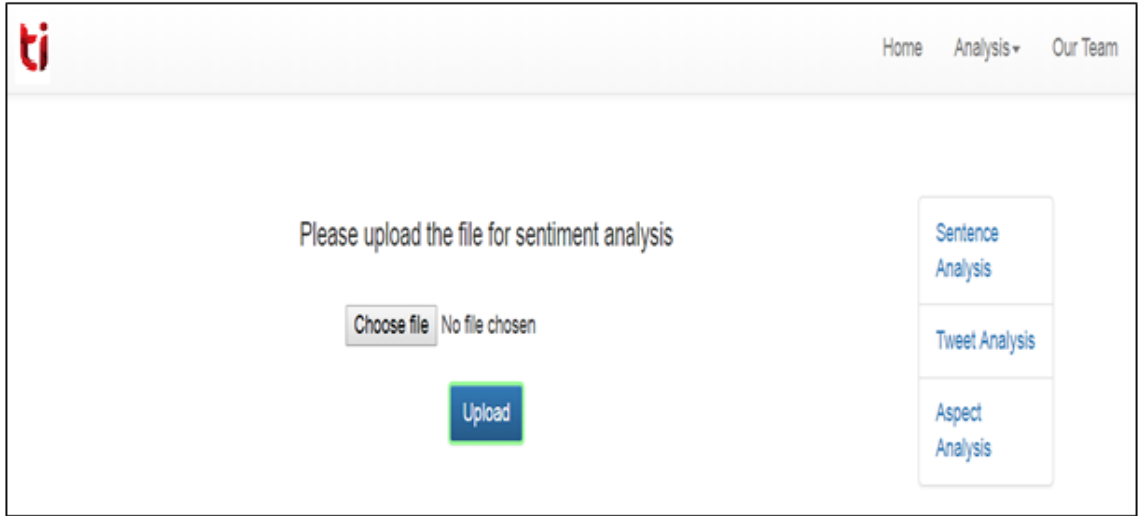 ti
Home Analysis Our Team
Please upload the file for sentiment analysis
Choose file No file chosen
Upload
Sentence
Analysis
Tweet Analysis
Aspect
Analysis